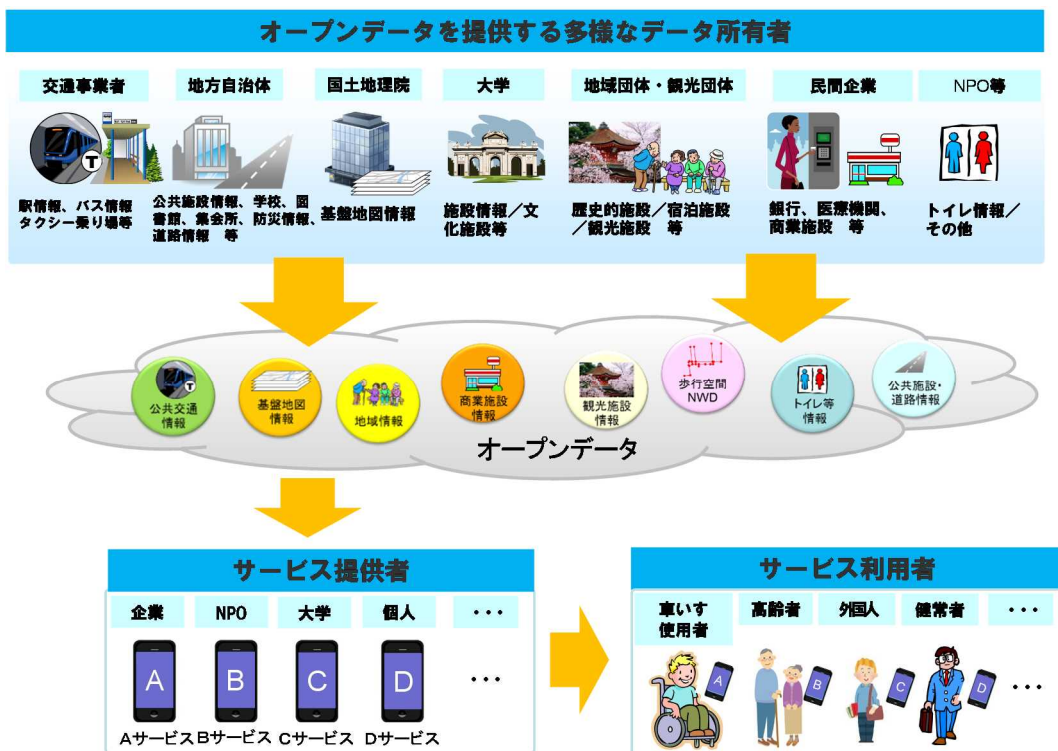 オープンデータを提供する多様なデータ所有者
交通事業者
地方自治体
国土地理院
大学
地域団体・観光団体
民間企業
NPO等
T
駅情報、バス情報
タクシー乗り場等
公共施設情報、学校、図
書館、集会所、防災情報、
道路情報　等
基盤地図情報
施設情報／文
化施設等
歴史的施設／宿泊施設
／観光施設　等
銀行、医療機関、
商業施設　等
トイレ情報／
その他
T
公共交通
情報
基盤地図
情報
地域情報
商業施設
情報
観光施設
情報
歩行空間
NWD
トイレ等
情報
公共施設・
道路情報
オープンデータ
サービス提供者
企業
NPO
大学
個人
・・・
A
B
C
D
・・・
Aサービス
Bサービス
Cサービス
Dサービス
サービス利用者
車いす
使用者
高齢者
外国人
健常者
・・・
A
B
C
D
・・・